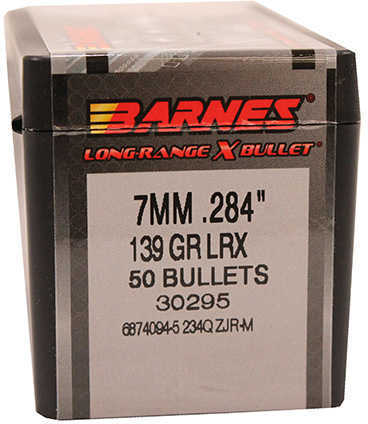 BARNES®
LONG-RANGE X BULLET®
7MM .284"
139 GR LRX
50 BULLETS
30295
6874094-5 234Q ZJR-M